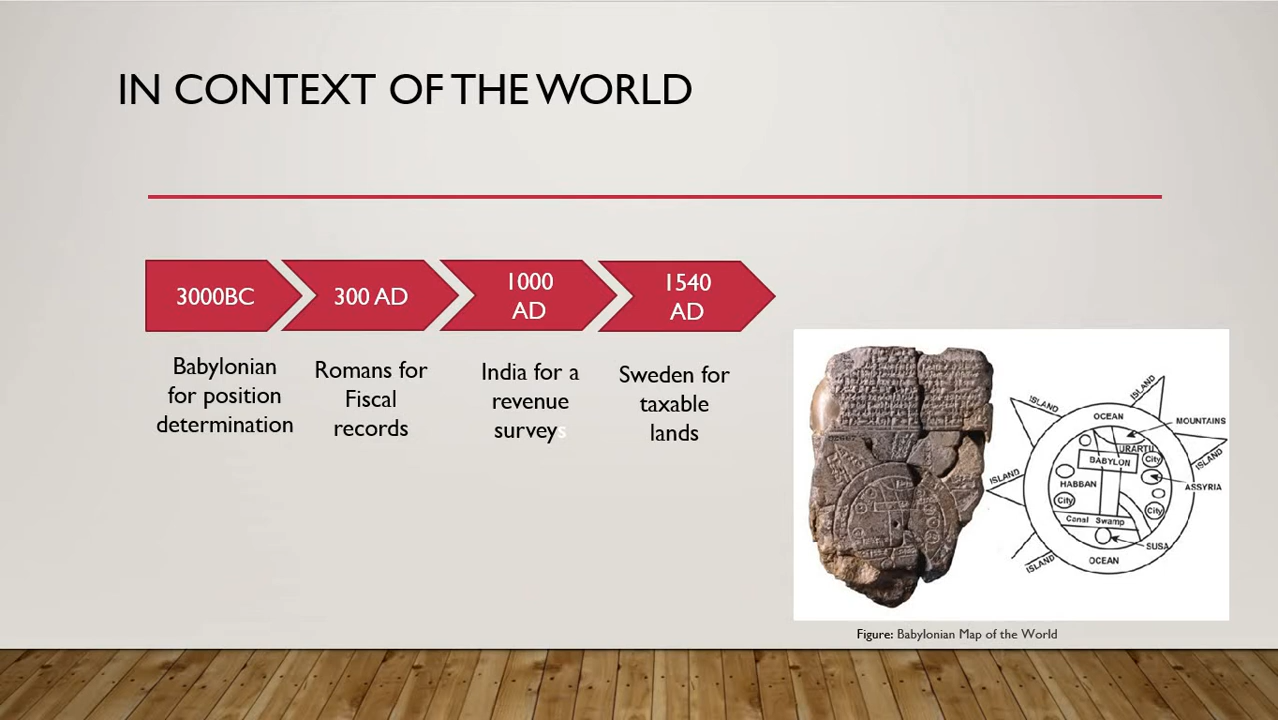 IN CONTEXT OF THE WORLD
3000BC
300 AD
1000
AD
1540
AD
Babylonian
for position
determination
Romans for
Fiscal
records
India for a
revenue
surveys
Sweden for
taxable
lands
ISLAND
ISLAND
OCEAN
MOUNTAINS
URARTU
BABYLON
City
ISLAND
ISLAND
HABBAN
ASSYRIA
City
City
Canal Swamp
SUSA
OCEAN
ISLAND
Figure: Babylonian Map of the World